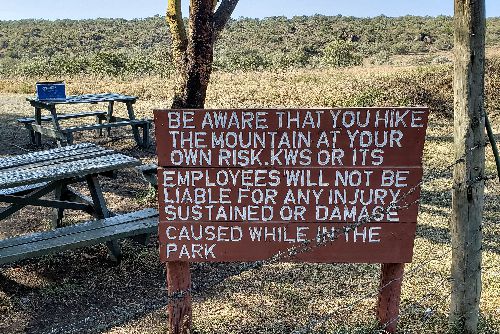 BE AWARE THAT YOU HIKE
THE MOUNTAIN AT YOUR
OWN RISK.KWS OR ITS
EMPLOYEES WILL NOT BE
LIABLE FOR ANY INJURY
SUSTAINED OR DAMAGE
CAUSED WHILE IN THE
PARK